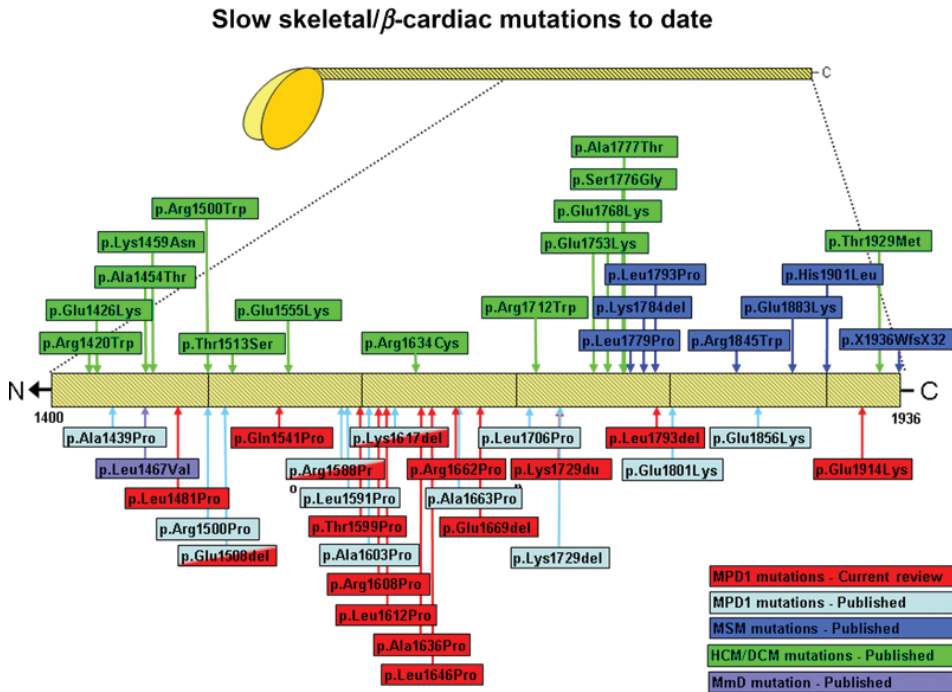 Slow skeletal/β-cardiac mutations to date
C
p.Ala1777Thr
p.Ser1776Gly
p.Arg1500Trp
p.Glu1768Lys
p.Lys1459Asn
p.Glu1753Lys
p.Thr1929Met
p.Ala1454Thr
p.Leu1793Pro
p.His1901Leu
p.Glu1426Lys
p.Glu1555Lys
p.Arg1712Trp
p.Lys1784del
p.Glu1883Lys
p.Arg1420Trp
p.Thr1513Ser
p.Arg1634Cys
p.Leu1779Pro
p.Arg1845Trp
p.X1936WfsX32
N
C
1400
1936
p.Ala1439Pro
p.Gln1541Pro
p.Lys1617del
p.Leu1706Pro
p.Leu1793del
p.Glu1856Lys
p.Leu1467Val
p.Arg1588Pr
o
p.Arg1662Pro
p.Lys1729du
p.Glu1801Lys
p.Glu1914Lys
p.Leu1481Pro
p.Leu1591Pro
p.Ala1663Pro
p.Arg1500Pro
p.Thr1599Pro
p.Glu1669del
p.Glu1508del
p.Ala1603Pro
p.Lys1729del
p.Arg1608Pro
p.Leu1612Pro
p.Ala1636Pro
p.Leu1646Pro
MPD1 mutations - Current review
MPD1 mutations - Published
MSM mutations - Published
HCM/DCM mutations - Published
MmD mutation - Published